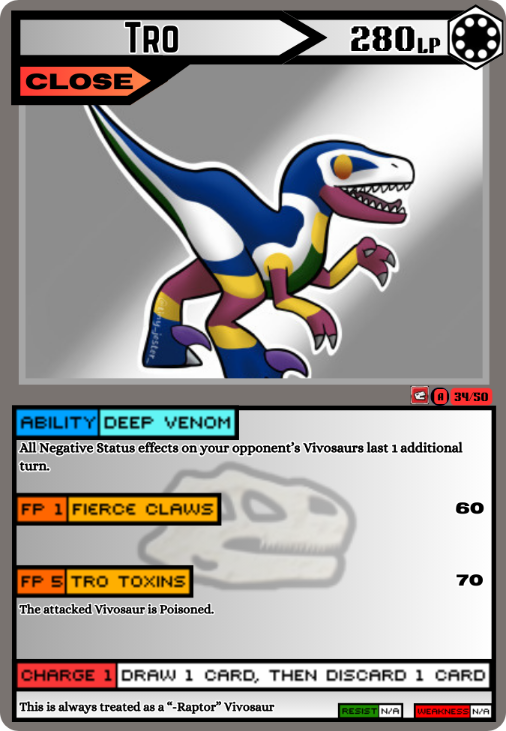 Tro
280LP
CLOSE
A 34/50
ABILITY DEEP VENOM
All Negative Status effects on your opponent's Vivosaurs last 1 additional
turn.
FP 1 FIERCE CLAWS 60
FP 5 TRO TOXINS 70
The attacked Vivosaur is Poisoned.
CHARGE 1 DRAW 1 CARD, THEN DISCARD 1 CARD
This is always treated as a “-Raptor” Vivosaur
RESIST N/A WEAKNESS N/A